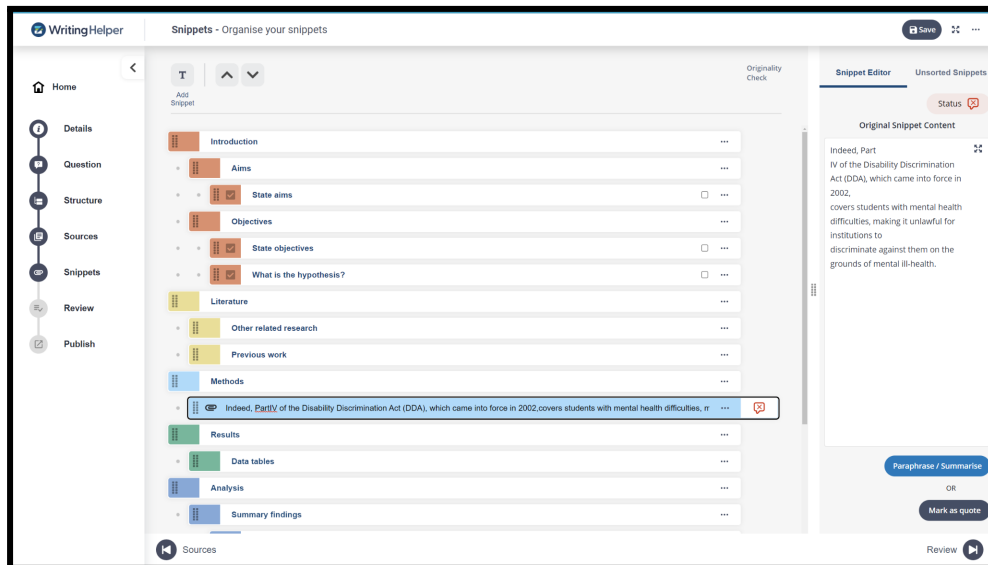 WritingHelper
Snippets - Organise your snippets
Save
Home
Details
Question
Structure
Sources
Snippets
Review
Publish
T
Add
Snippet
Originality
Check
Introduction
Aims
State aims
Objectives
State objectives
What is the hypothesis?
Literature
Other related research
Previous work
Methods
Indeed, PartIV of the Disability Discrimination Act (DDA), which came into force in 2002,covers students with mental health difficulties, r
Results
Data tables
Analysis
Summary findings
Snippet Editor
Unsorted Snippets
Status
Original Snippet Content
Indeed, Part
IV of the Disability Discrimination
Act (DDA), which came into force in
2002,
covers students with mental health
difficulties, making it unlawful for
institutions to
discriminate against them on the
grounds of mental ill-health.
Paraphrase / Summarise
OR
Mark as quote
Sources
Review